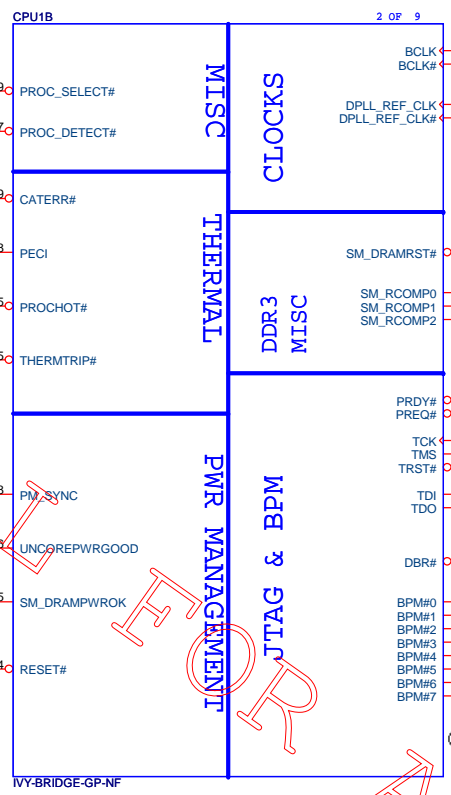 CPU1B
2 OF 9
MISC
PROC_SELECT#
PROC_DETECT#
CLOCKS
BCLK
BCLK#
DPLL_REF_CLK
DPLL_REF_CLK#
THERMAL
CATERR#
PECI
PROCHOT#
THERMTRIP#
DDR3
MISC
SM_DRAMRST#
SM_RCOMP0
SM_RCOMP1
SM_RCOMP2
PWR MANAGEMENT
PM_SYNC
UNCOREPWRGOOD
SM_DRAMPWROK
RESET#
JTAG & BPM
PRDY#
PREQ#
TCK
TMS
TRST#
TDI
TDO
DBR#
BPM#0
BPM#1
BPM#2
BPM#3
BPM#4
BPM#5
BPM#6
BPM#7
FOR
IVY-BRIDGE-GP-NF